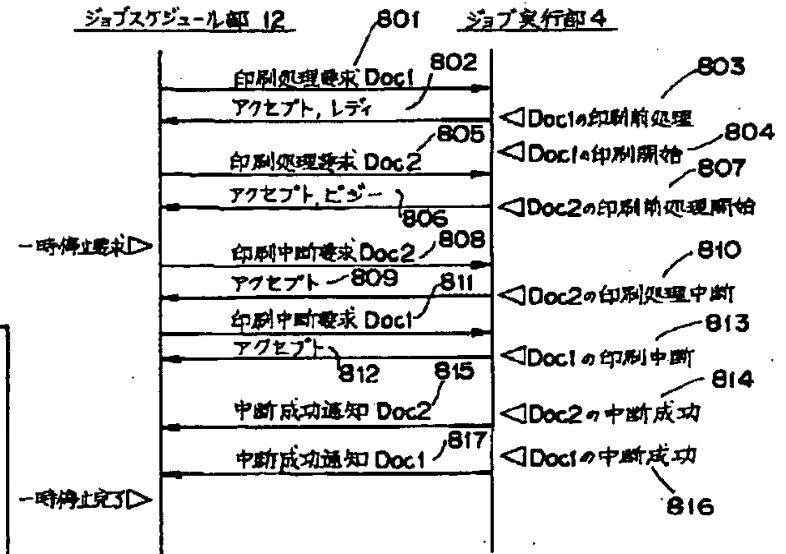 ジョブスケジュール部 12
ジョブ実行部 4
801
印刷処理要求 Doc1
802
アクセプト, レディ
803
Doc1の印刷前処理
804
Doc1の印刷開始
805
印刷処理要求 Doc2
アクセプト, ビジー
806
807
Doc2の印刷前処理開始
一時停止要求
印刷中断要求 Doc2
808
アクセプト
809
810
Doc2の印刷処理中断
811
印刷中断要求 Doc1
アクセプト
812
813
Doc1の印刷中断
814
Doc2の中断成功
815
中断成功通知 Doc2
817
中断成功通知 Doc1
Doc1の中断成功
816
一時停止完了